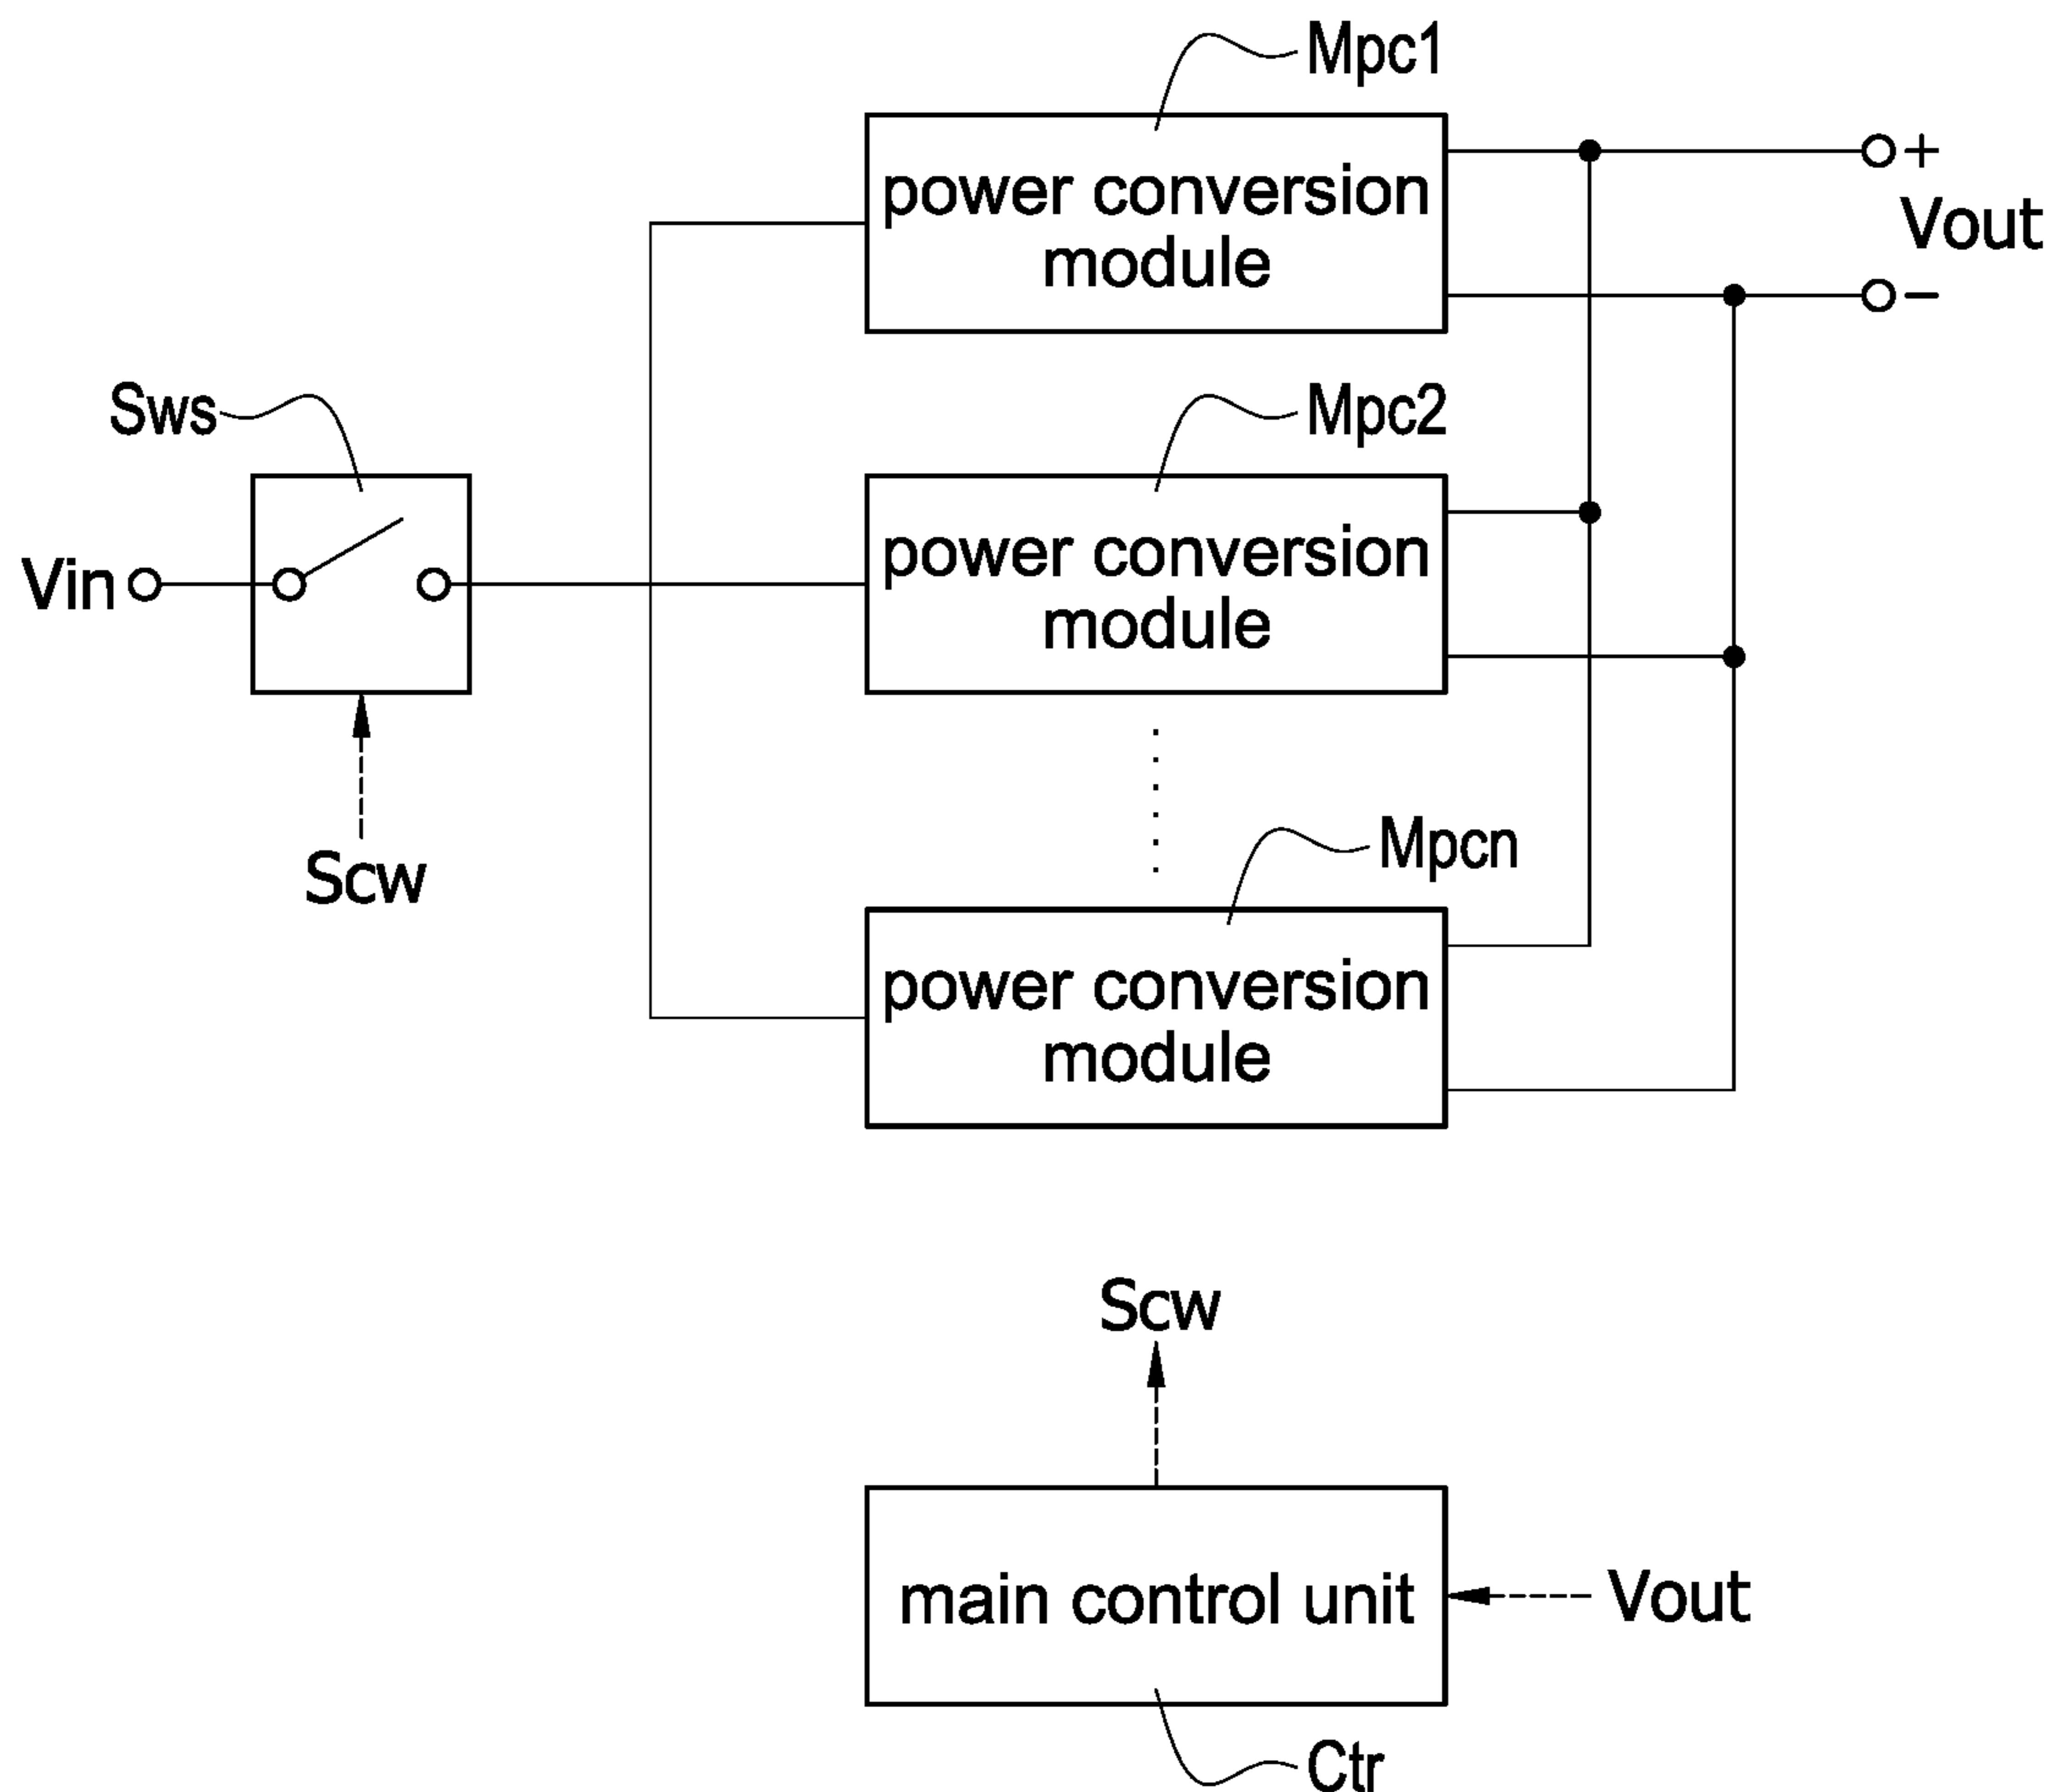 Mpc1
power conversion
module
+
Vout
−
Sws
Mpc2
Vin
power conversion
module
Scw
Mpcn
power conversion
module
Scw
main control unit
Vout
Ctr